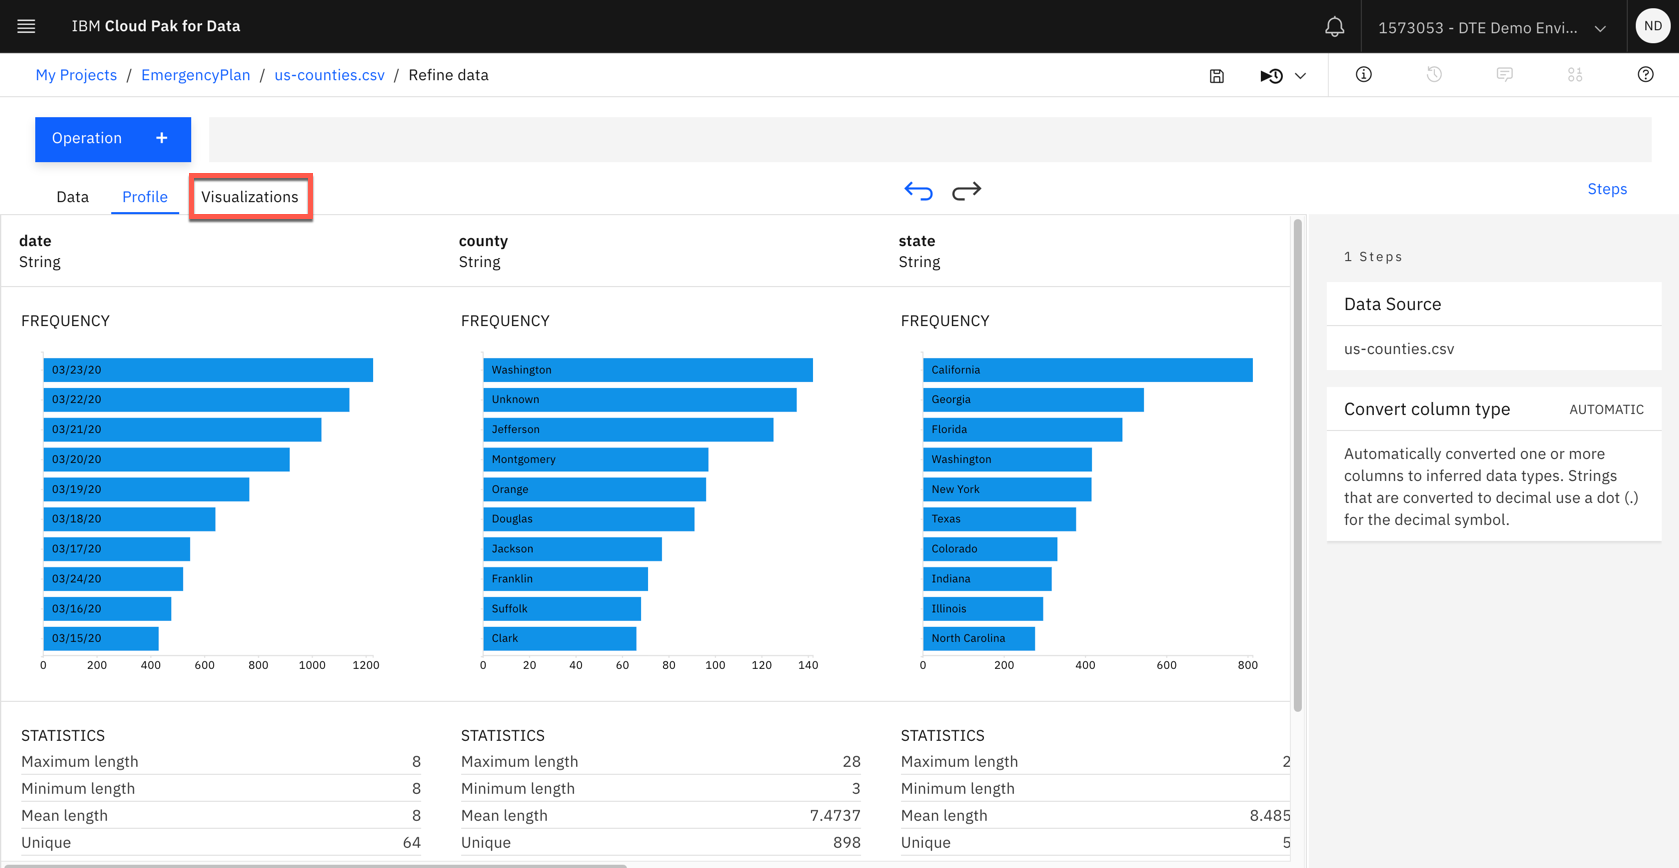 IBM Cloud Pak for Data
1573053 - DTE Demo Envi...
ND
My Projects / EmergencyPlan / us-counties.csv / Refine data
Operation +
Data
Profile
Visualizations
Steps
date
String
county
String
state
String
FREQUENCY
03/23/20
03/22/20
03/21/20
03/20/20
03/19/20
03/18/20
03/17/20
03/24/20
03/16/20
03/15/20
0 200 400 600 800 1000 1200
FREQUENCY
Washington
Unknown
Jefferson
Montgomery
Orange
Douglas
Jackson
Franklin
Suffolk
Clark
0 20 40 60 80 100 120 140
FREQUENCY
California
Georgia
Florida
Washington
New York
Texas
Colorado
Indiana
Illinois
North Carolina
0 200 400 600 800
STATISTICS
Maximum length 8
Minimum length 8
Mean length 8
Unique 64
STATISTICS
Maximum length 28
Minimum length 3
Mean length 7.4737
Unique 898
STATISTICS
Maximum length 2
Minimum length
Mean length 8.485
Unique 5
1 Steps
Data Source
us-counties.csv
Convert column type AUTOMATIC
Automatically converted one or more
columns to inferred data types. Strings
that are converted to decimal use a dot (.)
for the decimal symbol.